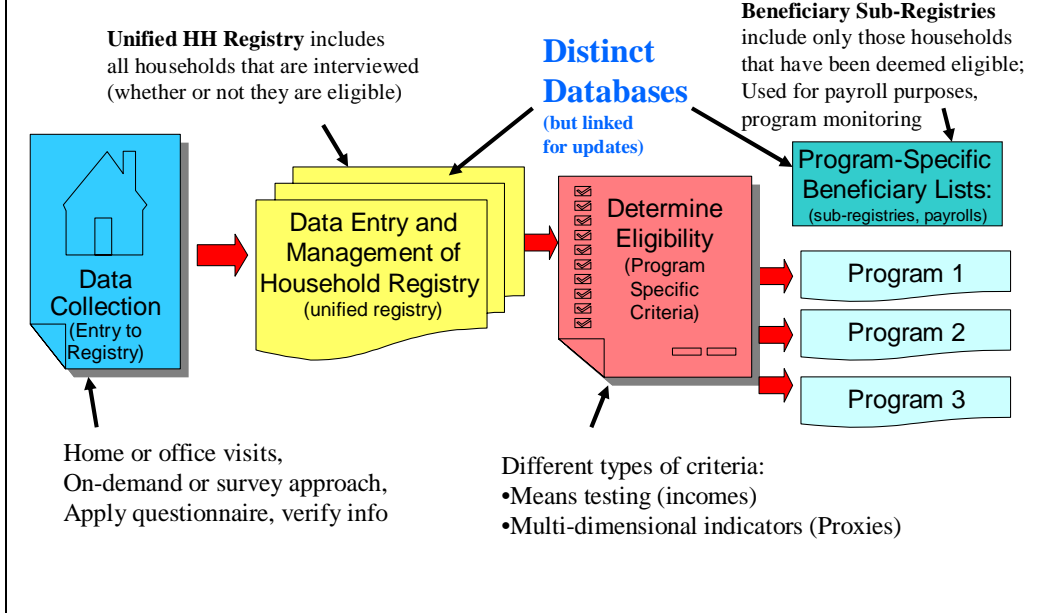 Unified HH Registry includes
all households that are interviewed
(whether or not they are eligible)
Distinct
Databases
(but linked
for updates)
Beneficiary Sub-Registries
include only those households
that have been deemed eligible;
Used for payroll purposes,
program monitoring
Data
Collection
(Entry to
Registry)
Data Entry and
Management of
Household Registry
(unified registry)
Determine
Eligibility
(Program
Specific
Criteria)
Program-Specific
Beneficiary Lists:
(sub-registries, payrolls)
Program 1
Program 2
Program 3
Home or office visits,
On-demand or survey approach,
Apply questionnaire, verify info
Different types of criteria:
•Means testing (incomes)
•Multi-dimensional indicators (Proxies)